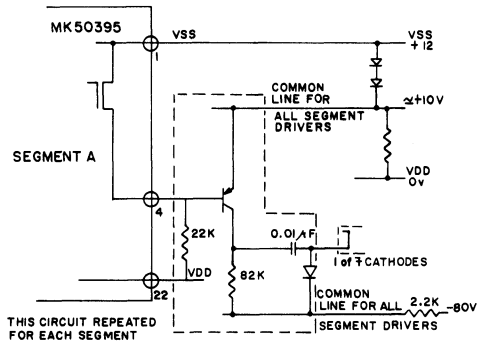 MK50395
VSS
1
VSS
+12
COMMON
LINE FOR
ALL SEGMENT
DRIVERS
≃+10V
SEGMENT A
VDD
0v
4
22K
0.01μF
1 of 7 CATHODES
VDD
22
82K
COMMON
LINE FOR ALL
2.2K
-80V
SEGMENT DRIVERS
THIS CIRCUIT REPEATED
FOR EACH SEGMENT